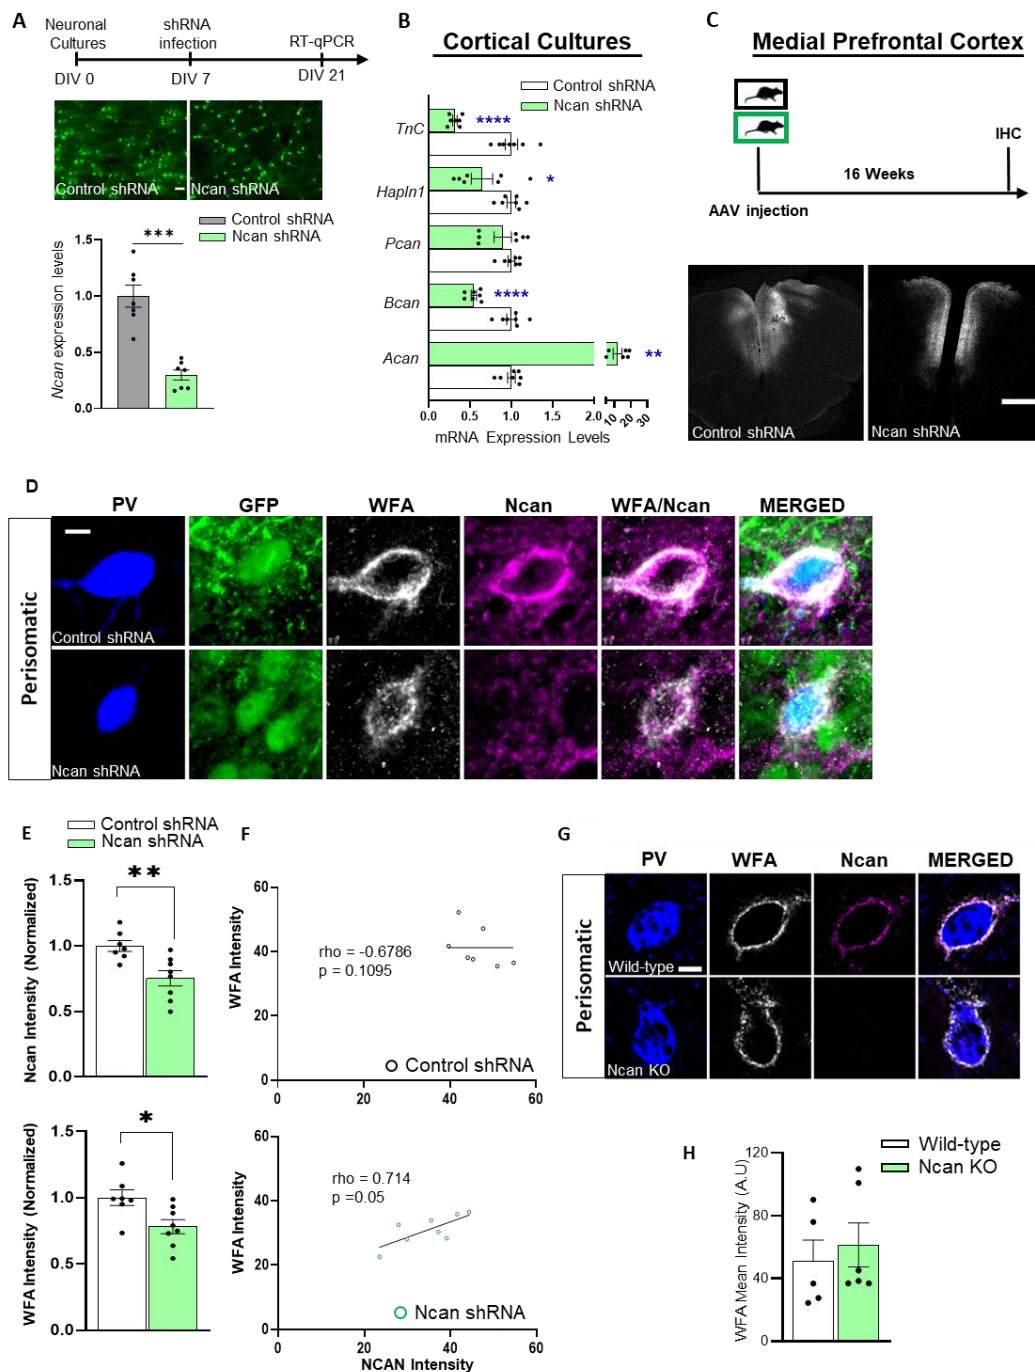 A
Neuronal Cultures
shRNA infection
RT-qPCR
DIV 0
DIV 7
DIV 21
Control shRNA
Ncan shRNA
Control shRNA
Ncan shRNA
***
1.5
1.0
0.5
0.0
Ncan expression levels
B
Cortical Cultures
Control shRNA
Ncan shRNA
TnC
****
Hapln1
*
Pcan
Bcan
****
Acan
**
0.0 0.5 1.0 1.5 2.0 10 20 30
mRNA Expression Levels
C
Medial Prefrontal Cortex
IHC
16 Weeks
AAV injection
Control shRNA
Ncan shRNA
D
PV GFP WFA Ncan WFA/Ncan MERGED
Perisomatic
Control shRNA
Ncan shRNA
E
Control shRNA
Ncan shRNA
**
1.5
1.0
0.5
0.0
Ncan Intensity (Normalized)
*
1.5
1.0
0.5
0.0
WFA Intensity (Normalized)
F
60
40
20
0
WFA Intensity
rho = -0.6786
p = 0.1095
Control shRNA
0 20 40 60
60
40
20
0
WFA Intensity
rho = 0.714
p =0.05
Ncan shRNA
0 20 40 60
NCAN Intensity
G
PV WFA Ncan MERGED
Perisomatic
Wild-type
Ncan KO
H
Wild-type
Ncan KO
120
80
40
0
WFA Mean Intensity (A.U)